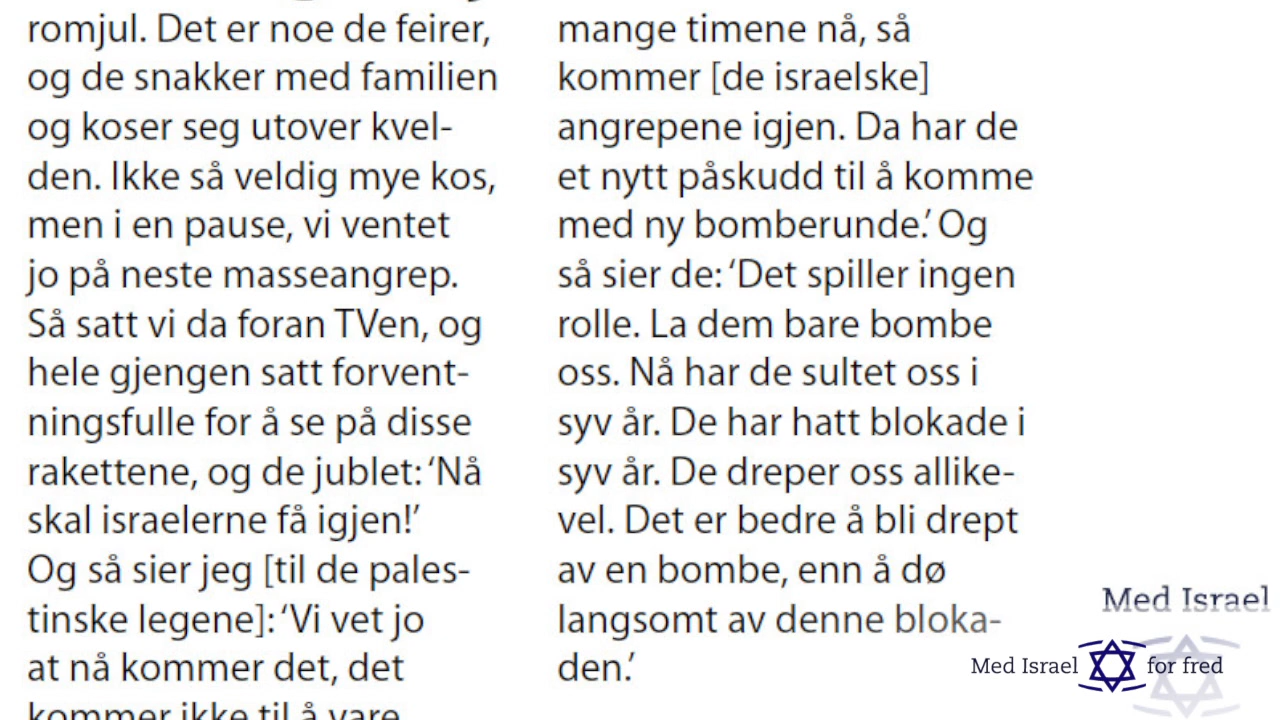 romjul. Det er noe de feirer,
og de snakker med familien
og koser seg utover kvel-
den. Ikke så veldig mye kos,
men i en pause, vi ventet
jo på neste masseangrep.
Så satt vi da foran TVen, og
hele gjengen satt forvent-
ningsfulle for å se på disse
rakettene, og de jublet: ‘Nå
skal israelerne få igjen!’
Og så sier jeg [til de pales-
tinske legene]: ‘Vi vet jo
at nå kommer det, det
kommer ikke til å vare
mange timene nå, så
kommer [de israelske]
angrepene igjen. Da har de
et nytt påskudd til å komme
med ny bomberunde.’ Og
så sier de: ‘Det spiller ingen
rolle. La dem bare bombe
oss. Nå har de sultet oss i
syv år. De har hatt blokade i
syv år. De dreper oss allike-
vel. Det er bedre å bli drept
av en bombe, enn å dø
langsomt av denne bloka-
den.’
Med Israel
Med Israel for fred